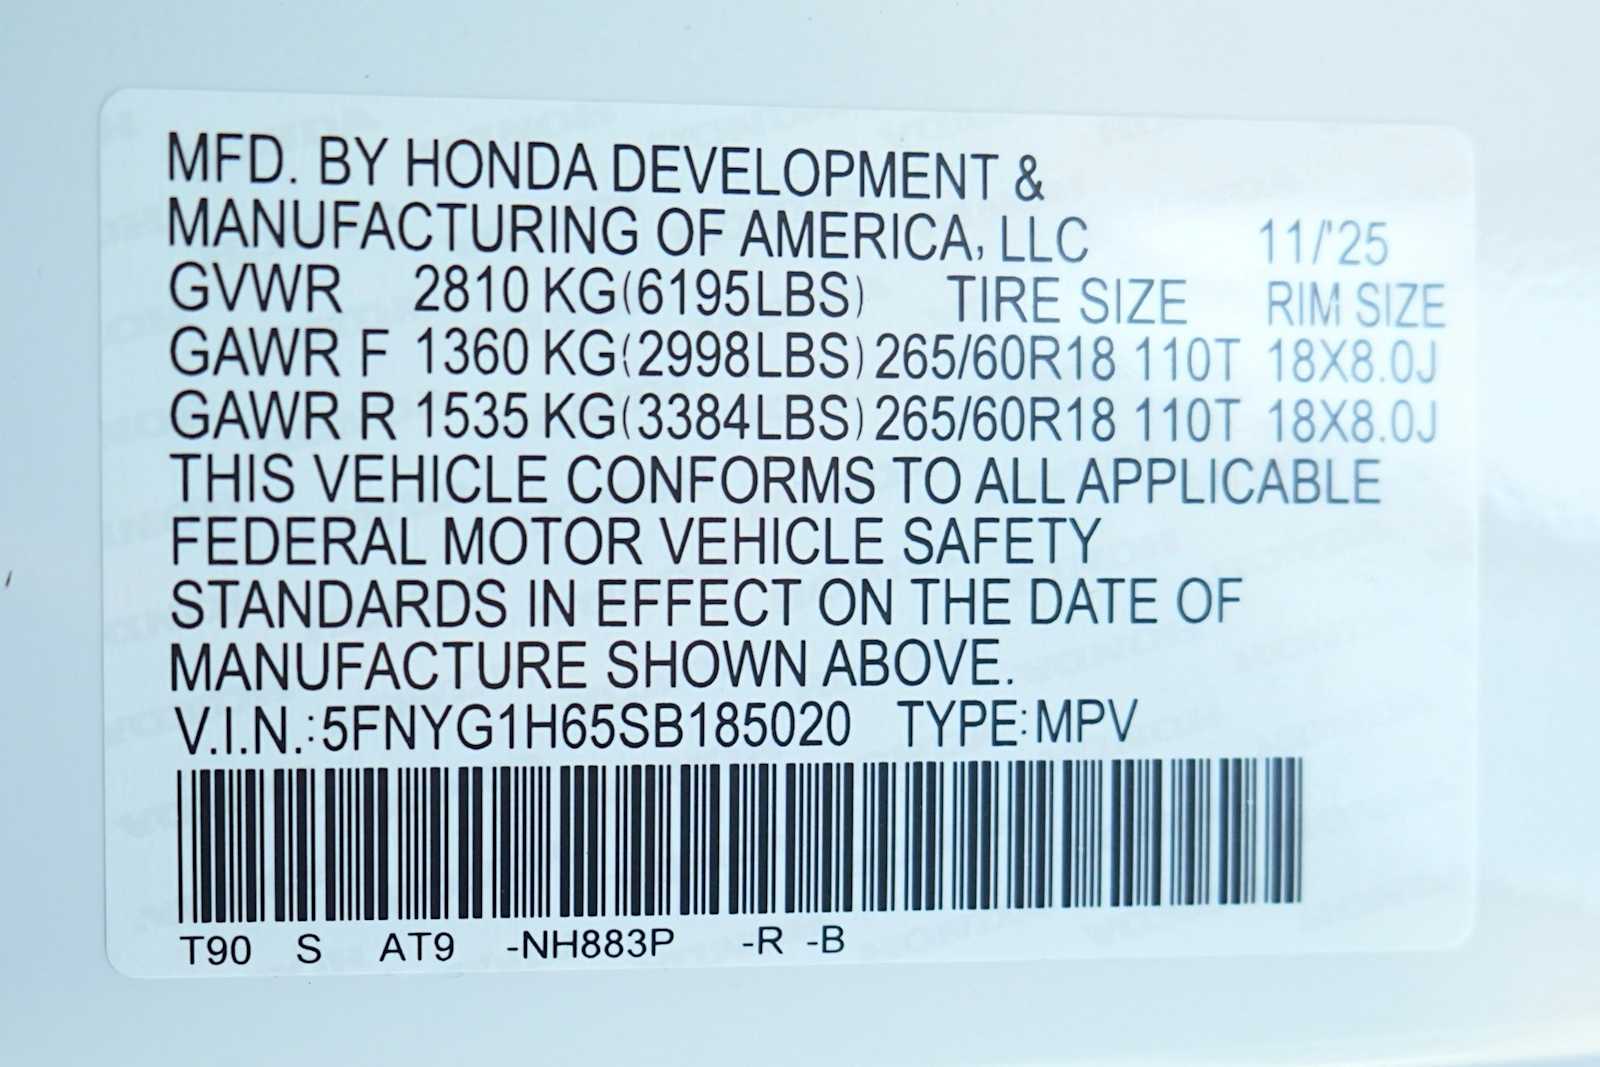 MFD. BY HONDA DEVELOPMENT &
MANUFACTURING OF AMERICA, LLC 11/'25
GVWR 2810 KG(6195LBS) TIRE SIZE RIM SIZE
GAWR F 1360 KG(2998LBS) 265/60R18 110T 18X8.0J
GAWR R 1535 KG(3384LBS) 265/60R18 110T 18X8.0J
THIS VEHICLE CONFORMS TO ALL APPLICABLE
FEDERAL MOTOR VEHICLE SAFETY
STANDARDS IN EFFECT ON THE DATE OF
MANUFACTURE SHOWN ABOVE.
V.I.N.:5FNYG1H65SB185020 TYPE:MPV
T90 S AT9 -NH883P -R -B